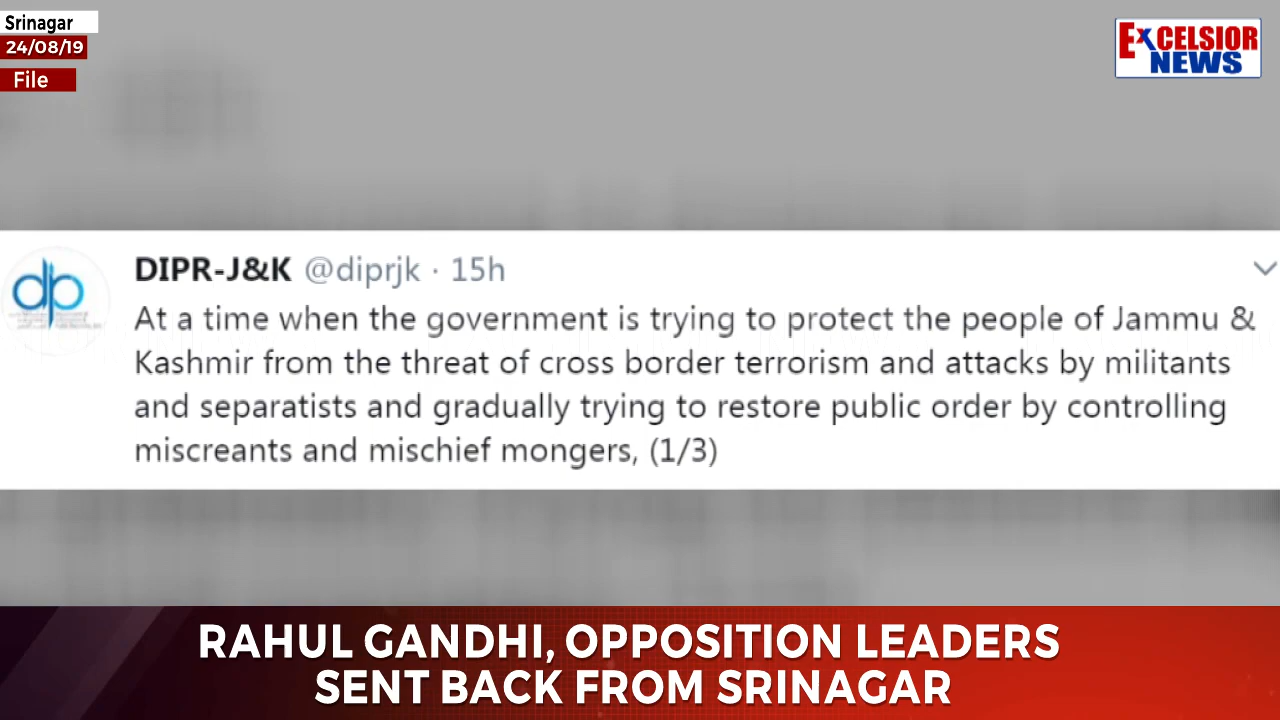 Srinagar
24/08/19
File
EXCELSIOR
NEWS
dip
DIPR-J&K @diprjk · 15h
At a time when the government is trying to protect the people of Jammu &
Kashmir from the threat of cross border terrorism and attacks by militants
and separatists and gradually trying to restore public order by controlling
miscreants and mischief mongers, (1/3)
RAHUL GANDHI, OPPOSITION LEADERS
SENT BACK FROM SRINAGAR